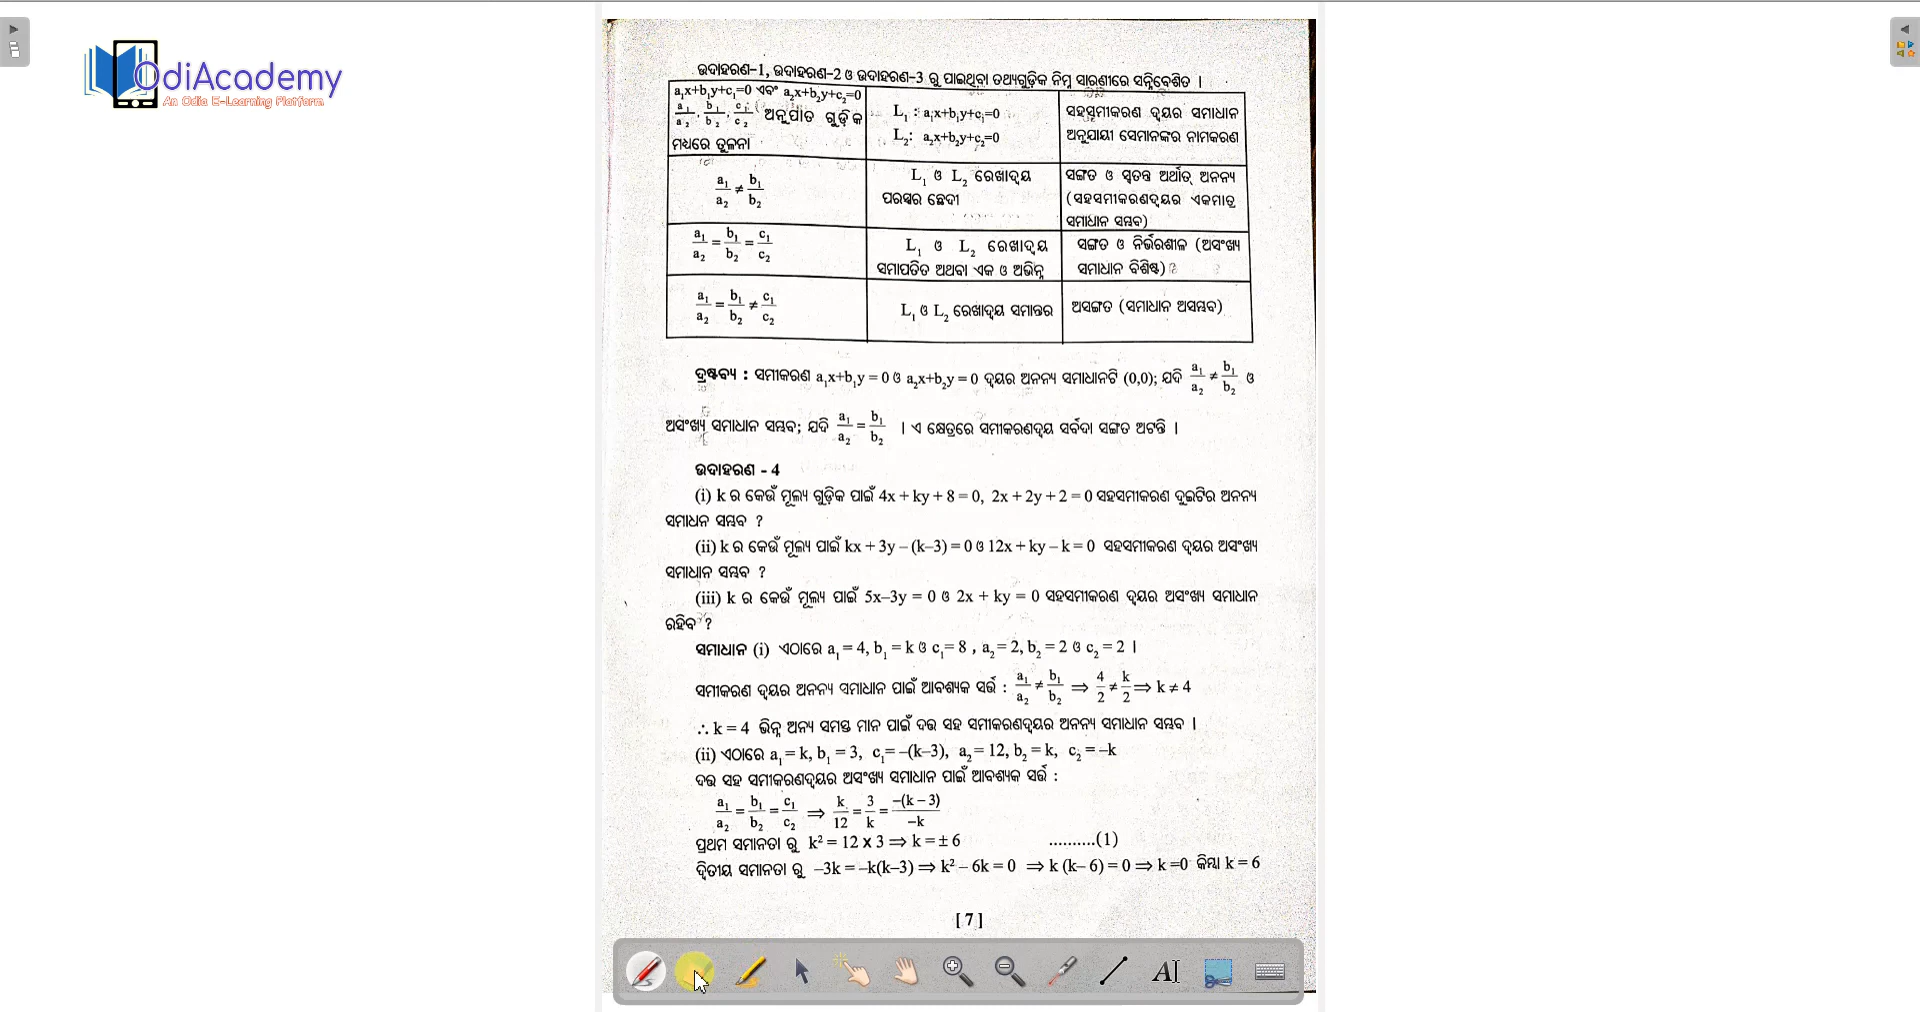 OdiAcademy
An Odia E-Learning Platform
ଉଦାହରଣ-1, ଉଦାହରଣ-2 ଓ ଉଦାହରଣ-3 ରୁ ପାଇଥିବା ତଥ୍ୟଗୁଡ଼ିକ ନିମ୍ନ ସାରଣୀରେ ସନ୍ନିବେଶିତ ।
a₁x+b₁y+c₁=0 ଏବଂ a₂x+b₂y+c₂=0
a₁/a₂, b₁/b₂, c₁/c₂ ଅନୁପାତ ଗୁଡ଼ିକ
ମଧ୍ୟରେ ତୁଳନା
L₁ : a₁x+b₁y+c₁=0
L₂: a₂x+b₂y+c₂=0
ସହସମୀକରଣ ଦ୍ୱୟର ସମାଧାନ
ଅନୁଯାୟୀ ସେମାନଙ୍କର ନାମକରଣ
a₁/a₂ ≠ b₁/b₂
L₁ ଓ L₂ ରେଖାଦ୍ୱୟ
ପରସ୍ପର ଛେଦୀ
ସଙ୍ଗତ ଓ ସ୍ୱତନ୍ତ୍ର ଅର୍ଥାତ୍ ଅନନ୍ୟ
(ସହସମୀକରଣଦ୍ୱୟର ଏକମାତ୍ର
ସମାଧାନ ସମ୍ଭବ)
a₁/a₂ = b₁/b₂ = c₁/c₂
L₁ ଓ L₂ ରେଖାଦ୍ୱୟ
ସମାପତିତ ଅଥବା ଏକ ଓ ଅଭିନ୍ନ
ସଙ୍ଗତ ଓ ନିର୍ଭରଶୀଳ (ଅସଂଖ୍ୟ
ସମାଧାନ ବିଶିଷ୍ଟ)
a₁/a₂ = b₁/b₂ ≠ c₁/c₂
L₁ ଓ L₂ ରେଖାଦ୍ୱୟ ସମାନ୍ତର
ଅସଙ୍ଗତ (ସମାଧାନ ଅସମ୍ଭବ)
ଦ୍ରଷ୍ଟବ୍ୟ : ସମୀକରଣ a₁x+b₁y = 0 ଓ a₂x+b₂y = 0 ଦ୍ୱୟର ଅନନ୍ୟ ସମାଧାନଟି (0,0); ଯଦି a₁/a₂ ≠ b₁/b₂ ଓ
ଅସଂଖ୍ୟ ସମାଧାନ ସମ୍ଭବ; ଯଦି a₁/a₂ = b₁/b₂ । ଏ କ୍ଷେତ୍ରରେ ସମୀକରଣଦ୍ୱୟ ସର୍ବଦା ସଙ୍ଗତ ଅଟନ୍ତି ।
ଉଦାହରଣ - 4
(i) k ର କେଉଁ ମୂଲ୍ୟ ଗୁଡ଼ିକ ପାଇଁ 4x + ky + 8 = 0, 2x + 2y + 2 = 0 ସହସମୀକରଣ ଦୁଇଟିର ଅନନ୍ୟ
ସମାଧନ ସମ୍ଭବ ?
(ii) k ର କେଉଁ ମୂଲ୍ୟ ପାଇଁ kx + 3y – (k–3) = 0 ଓ 12x + ky – k = 0 ସହସମୀକରଣ ଦ୍ୱୟର ଅସଂଖ୍ୟ
ସମାଧାନ ସମ୍ଭବ ?
(iii) k ର କେଉଁ ମୂଲ୍ୟ ପାଇଁ 5x–3y = 0 ଓ 2x + ky = 0 ସହସମୀକରଣ ଦ୍ୱୟର ଅସଂଖ୍ୟ ସମାଧାନ
ରହିବ ?
ସମାଧାନ (i) ଏଠାରେ a₁ = 4, b₁ = k ଓ c₁= 8 , a₂ = 2, b₂ = 2 ଓ c₂ = 2 ।
ସମୀକରଣ ଦ୍ୱୟର ଅନନ୍ୟ ସମାଧାନ ପାଇଁ ଆବଶ୍ୟକ ସର୍ତ୍ତ : a₁/a₂ ≠ b₁/b₂ ⇒ 4/2 ≠ k/2 ⇒ k ≠ 4
∴ k = 4 ଭିନ୍ନ ଅନ୍ୟ ସମସ୍ତ ମାନ ପାଇଁ ଦତ୍ତ ସହ ସମୀକରଣଦ୍ୱୟର ଅନନ୍ୟ ସମାଧାନ ସମ୍ଭବ ।
(ii) ଏଠାରେ a₁ = k, b₁ = 3, c₁= –(k–3), a₂ = 12, b₂ = k, c₂ = –k
ଦତ୍ତ ସହ ସମୀକରଣଦ୍ୱୟର ଅସଂଖ୍ୟ ସମାଧାନ ପାଇଁ ଆବଶ୍ୟକ ସର୍ତ୍ତ :
a₁/a₂ = b₁/b₂ = c₁/c₂ ⇒ k/12 = 3/k = –(k – 3)/–k
ପ୍ରଥମ ସମାନତା ରୁ k² = 12 x 3 ⇒ k = ± 6 ..........(1)
ଦ୍ୱିତୀୟ ସମାନତା ରୁ –3k = –k(k–3) ⇒ k² – 6k = 0 ⇒ k (k– 6) = 0 ⇒ k =0 କିମ୍ବା k = 6
[ 7 ]